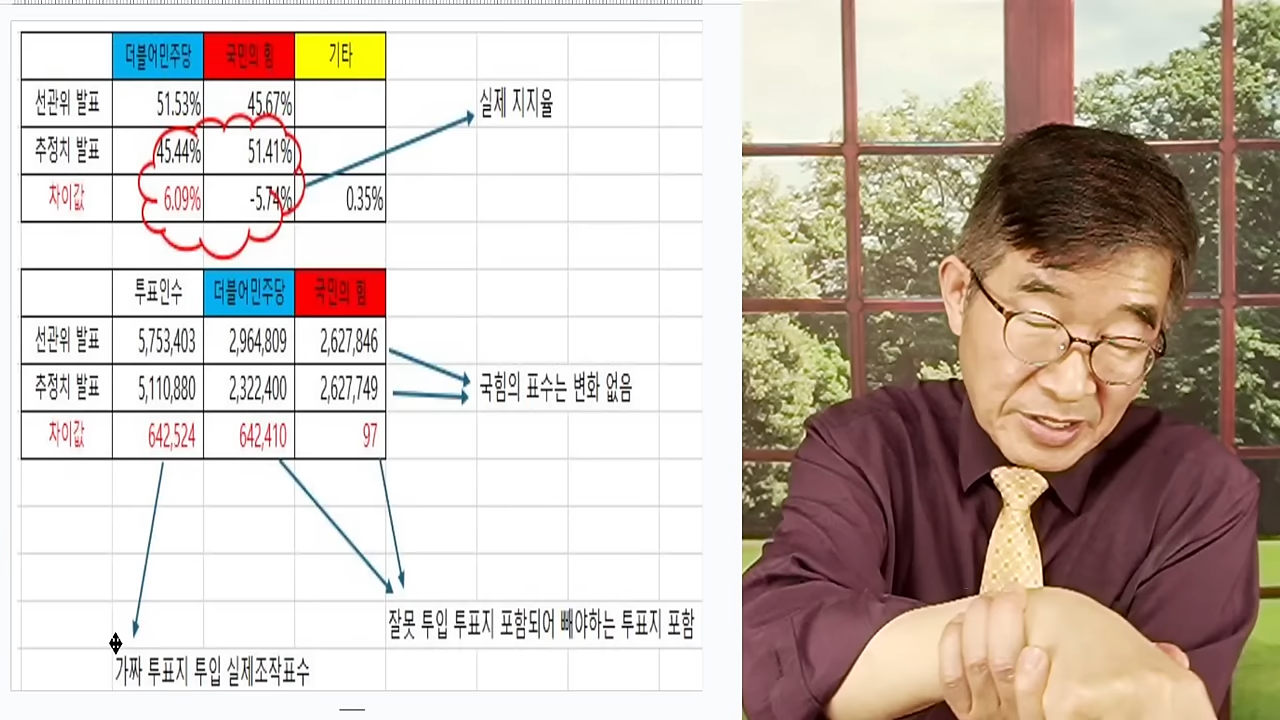 더불어민주당 국민의 힘 기타
선관위 발표 51.53% 45.67%
실제 지지율
추정치 발표 45.44% 51.41%
차이값 6.09% -5.74% 0.35%
투표인수 더불어민주당 국민의 힘
선관위 발표 5,753,403 2,964,809 2,627,846
추정치 발표 5,110,880 2,322,400 2,627,749
국힘의 표수는 변화 없음
차이값 642,524 642,410 97
잘못 투입 투표지 포함되어 빼야하는 투표지 포함
가짜 투표지 투입 실제조작표수